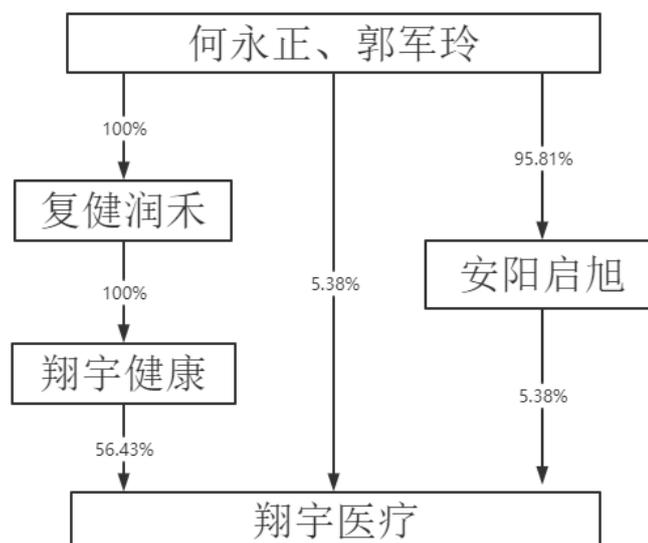 何永正、郭军玲
100%
95.81%
复健润禾
安阳启旭
5.38%
100%
翔宇健康
5.38%
56.43%
翔宇医疗